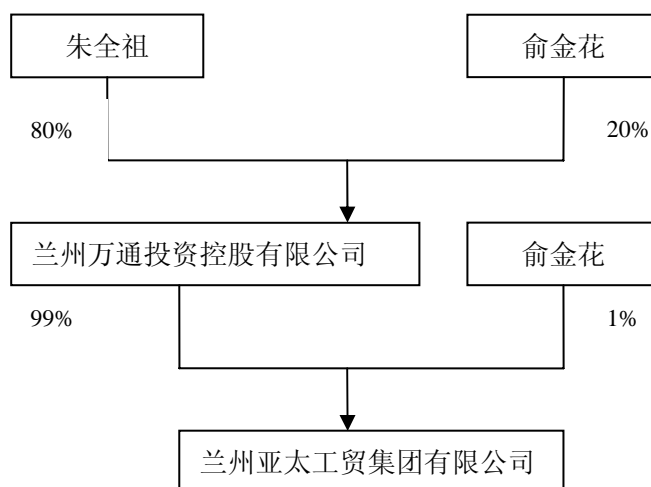 朱全祖
俞金花
80%
20%
兰州万通投资控股有限公司
俞金花
99%
1%
兰州亚太工贸集团有限公司